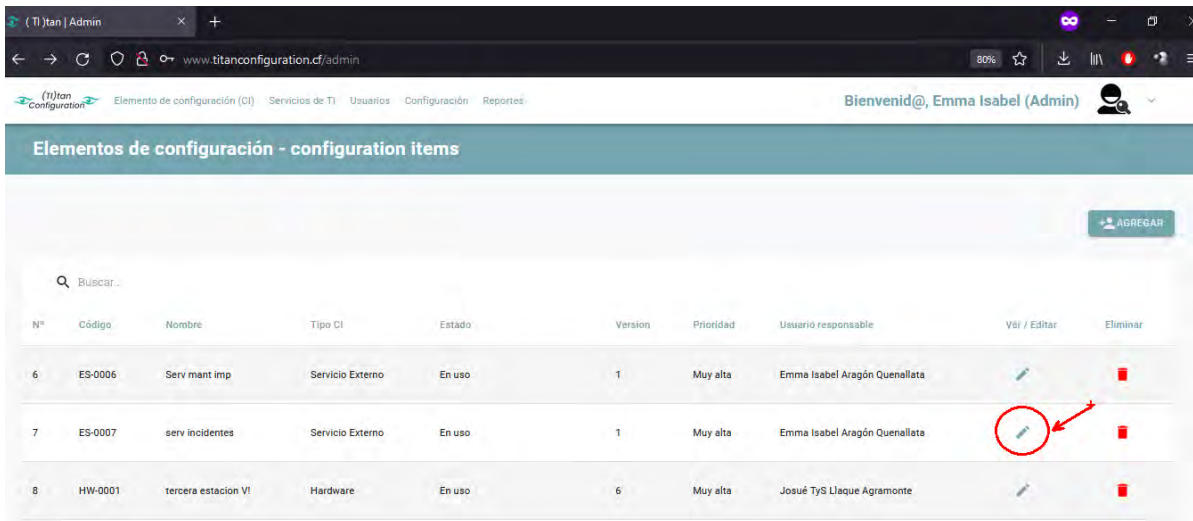 ( TI )tan | Admin
www.titanconfiguration.cf/admin
80%
(TI)tan
Configuration
Elemento de configuración (CI) Servicios de TI Usuarios Configuración Reportes
Bienvenid@, Emma Isabel (Admin)
Elementos de configuración - configuration items
AGREGAR
Buscar...
N° Código Nombre Tipo CI Estado Version Prioridad Usuario responsable Ver / Editar Eliminar
6 ES-0006 Serv mant imp Servicio Externo En uso 1 Muy alta Emma Isabel Aragón Quenallata
7 ES-0007 serv incidentes Servicio Externo En uso 1 Muy alta Emma Isabel Aragón Quenallata
8 HW-0001 tercera estacion V! Hardware En uso 6 Muy alta Josué TyS Llaque Agramonte